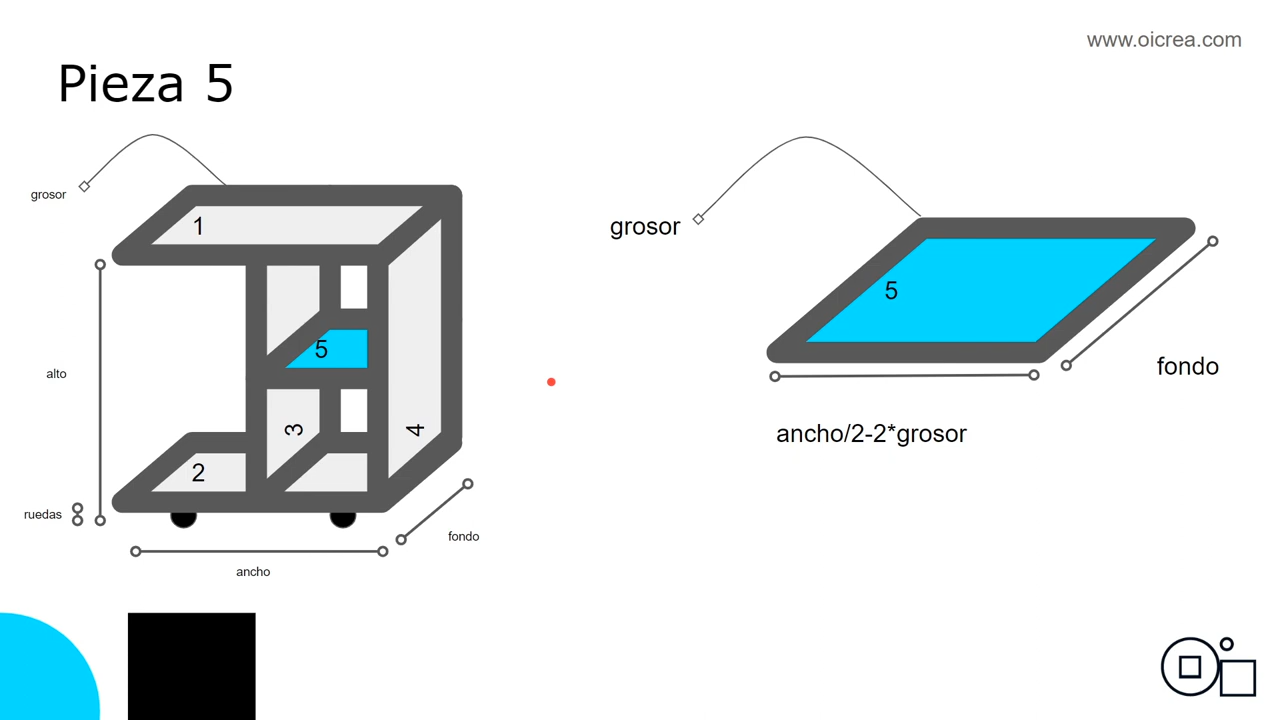 www.oicrea.com
Pieza 5
grosor
1
5
3
4
2
alto
ruedas
fondo
ancho
grosor
5
fondo
ancho/2-2*grosor